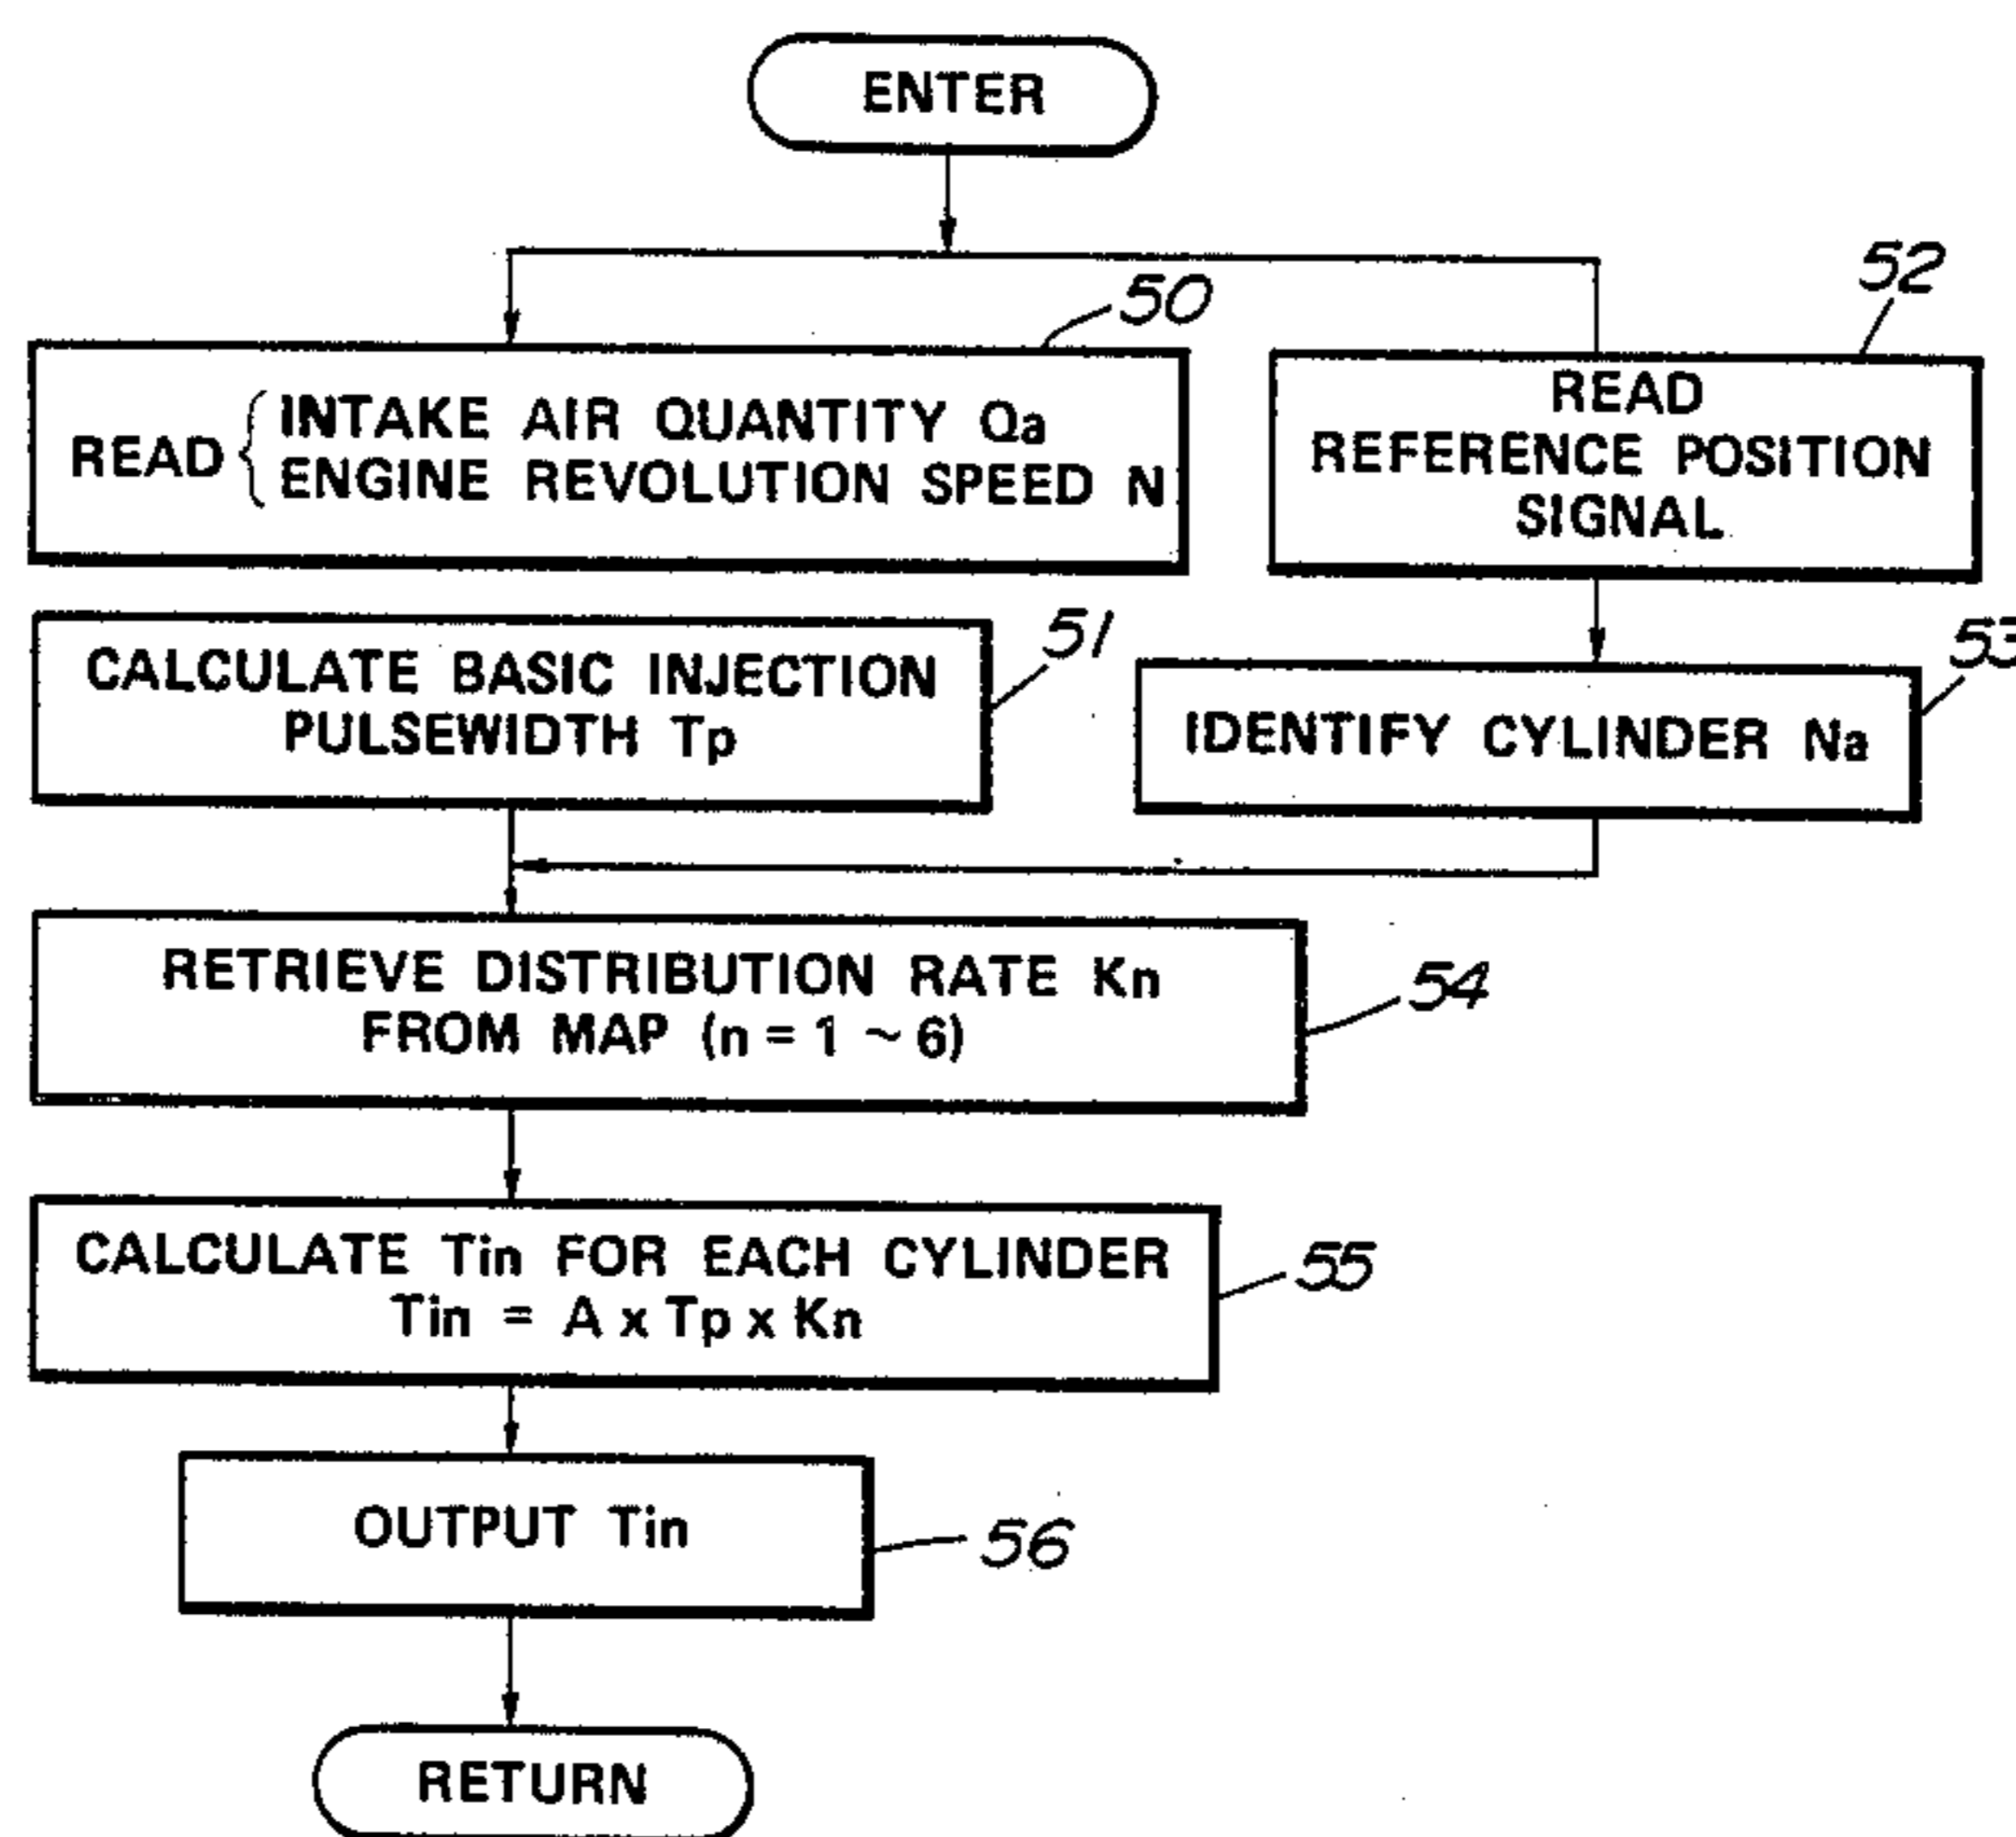 ENTER
50
52
READ { INTAKE AIR QUANTITY Qa
ENGINE REVOLUTION SPEED N
READ
REFERENCE POSITION
SIGNAL
51
53
CALCULATE BASIC INJECTION
PULSEWIDTH Tp
IDENTIFY CYLINDER Na
RETRIEVE DISTRIBUTION RATE Kn
FROM MAP (n = 1 ~ 6)
54
CALCULATE Tin FOR EACH CYLINDER
Tin = A x Tp x Kn
55
OUTPUT Tin
56
RETURN